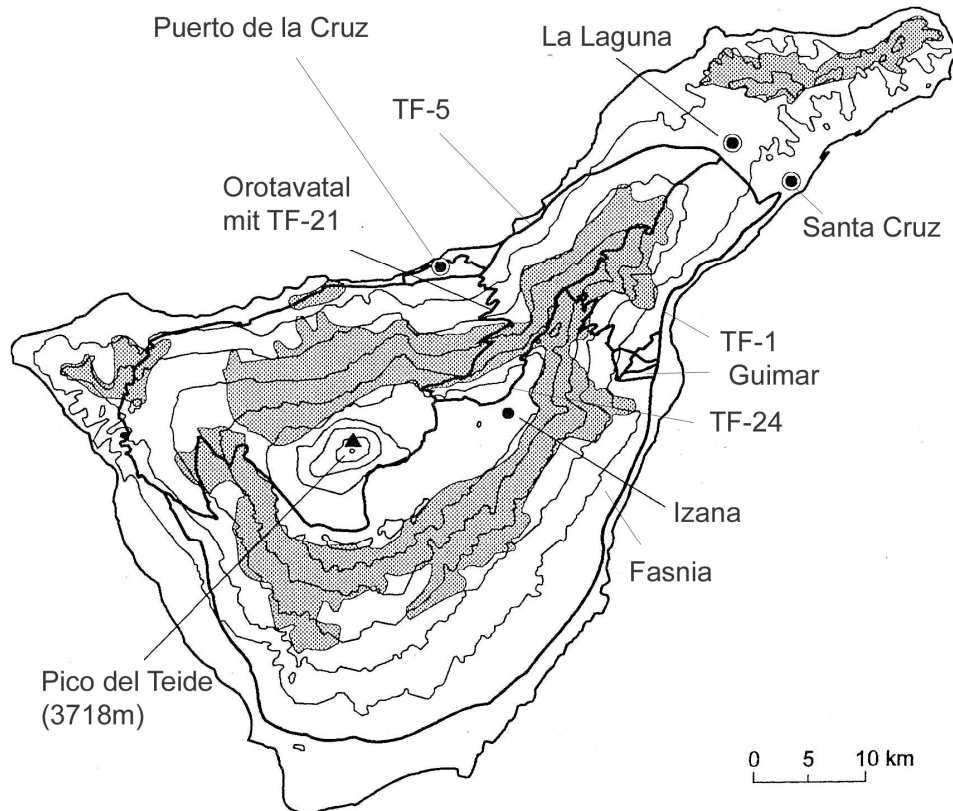 Puerto de la Cruz
La Laguna
TF-5
Orotavatal
mit TF-21
Santa Cruz
TF-1
Guimar
TF-24
Izana
Fasnia
Pico del Teide
(3718m)
0 5 10 km